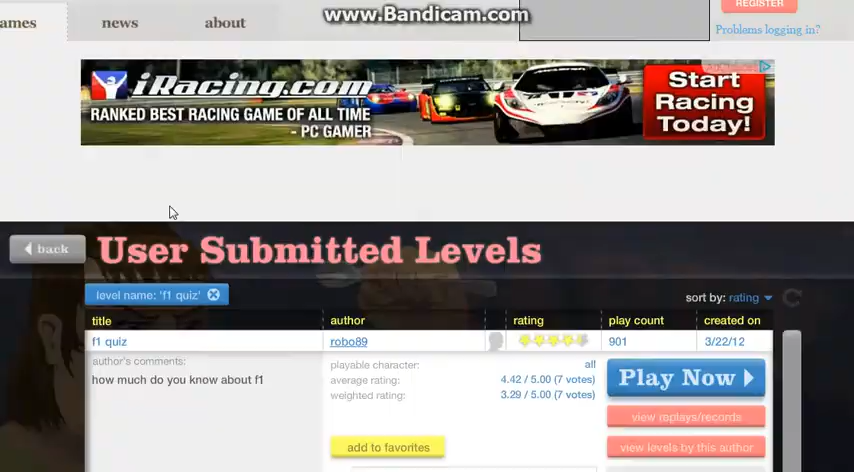 www.Bandicam.com
REGISTER
ames
news
about
Problems logging in?
iRacing.com
RANKED BEST RACING GAME OF ALL TIME
- PC GAMER
Start
Racing
Today!
back
User Submitted Levels
level name: 'f1 quiz'
sort by: rating
title author rating play count created on
f1 quiz robo89 901 3/22/12
author's comments:
how much do you know about f1
playable character: all
average rating: 4.42 / 5.00 (7 votes)
weighted rating: 3.29 / 5.00 (7 votes)
Play Now
view replays/records
add to favorites
view levels by this author